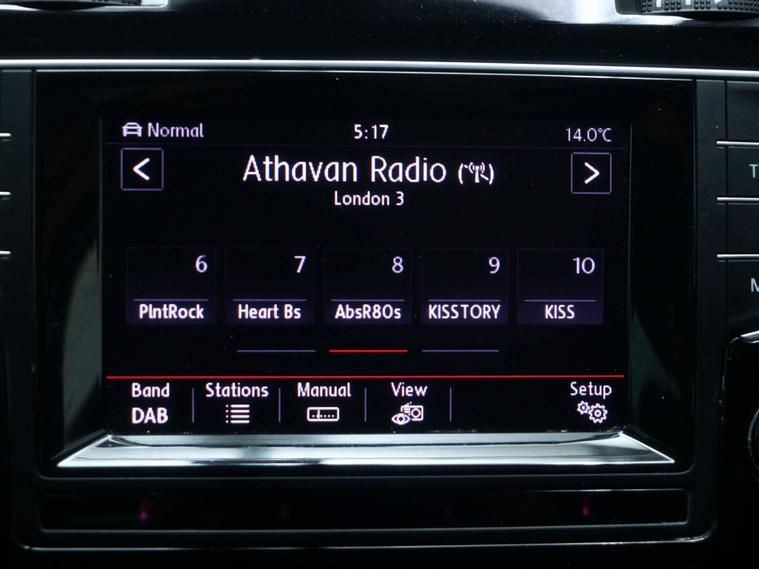 Normal 5:17 14.0°C
< Athavan Radio >
London 3
6 7 8 9 10
PlntRock Heart Bs AbsR80s KISSTORY KISS
Band Stations Manual View Setup
DAB